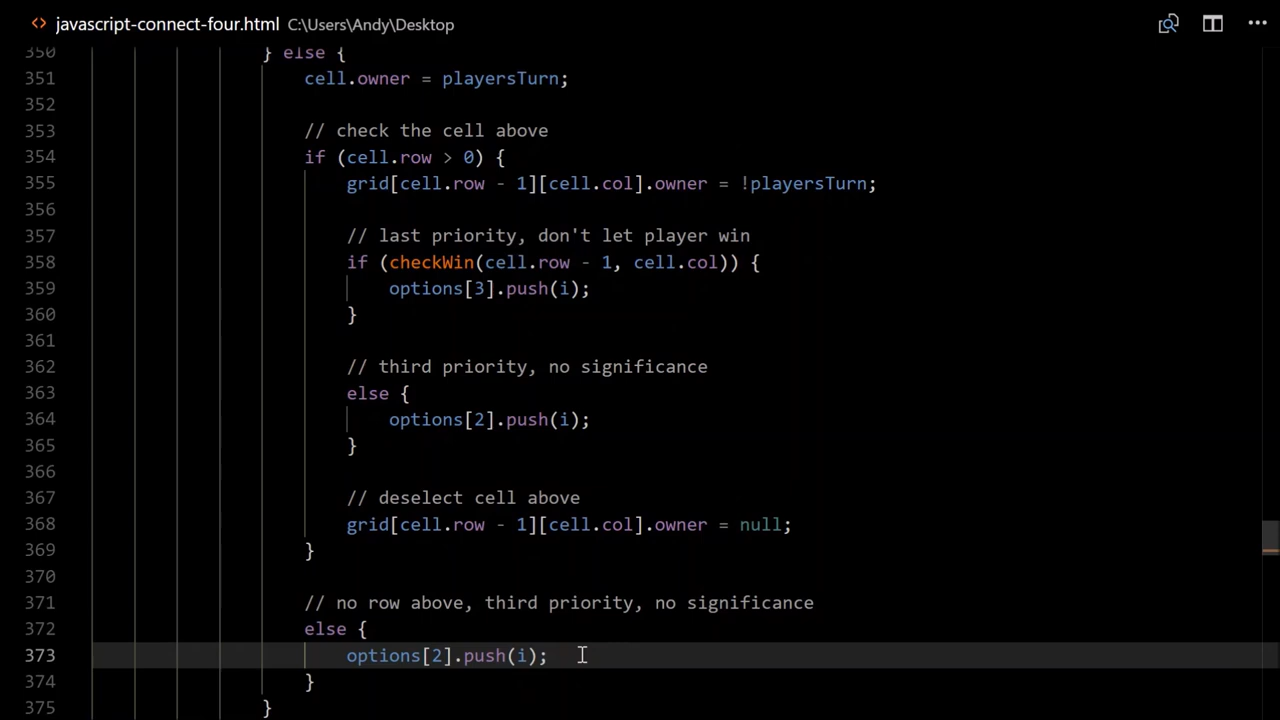 javascript-connect-four.html C:\Users\Andy\Desktop
350 } else {
351 cell.owner = playersTurn;
352
353 // check the cell above
354 if (cell.row > 0) {
355 grid[cell.row - 1][cell.col].owner = !playersTurn;
356
357 // last priority, don't let player win
358 if (checkWin(cell.row - 1, cell.col)) {
359 options[3].push(i);
360 }
361
362 // third priority, no significance
363 else {
364 options[2].push(i);
365 }
366
367 // deselect cell above
368 grid[cell.row - 1][cell.col].owner = null;
369 }
370
371 // no row above, third priority, no significance
372 else {
373 options[2].push(i);
374 }
375 }